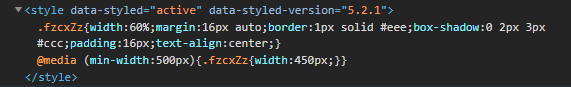 <style data-styled="active" data-styled-version="5.2.1">
.fzcxZz{width:60%;margin:16px auto;border:1px solid #eee;box-shadow:0 2px 3px
#ccc;padding:16px;text-align:center;}
@media (min-width:500px){.fzcxZz{width:450px;}}
</style>